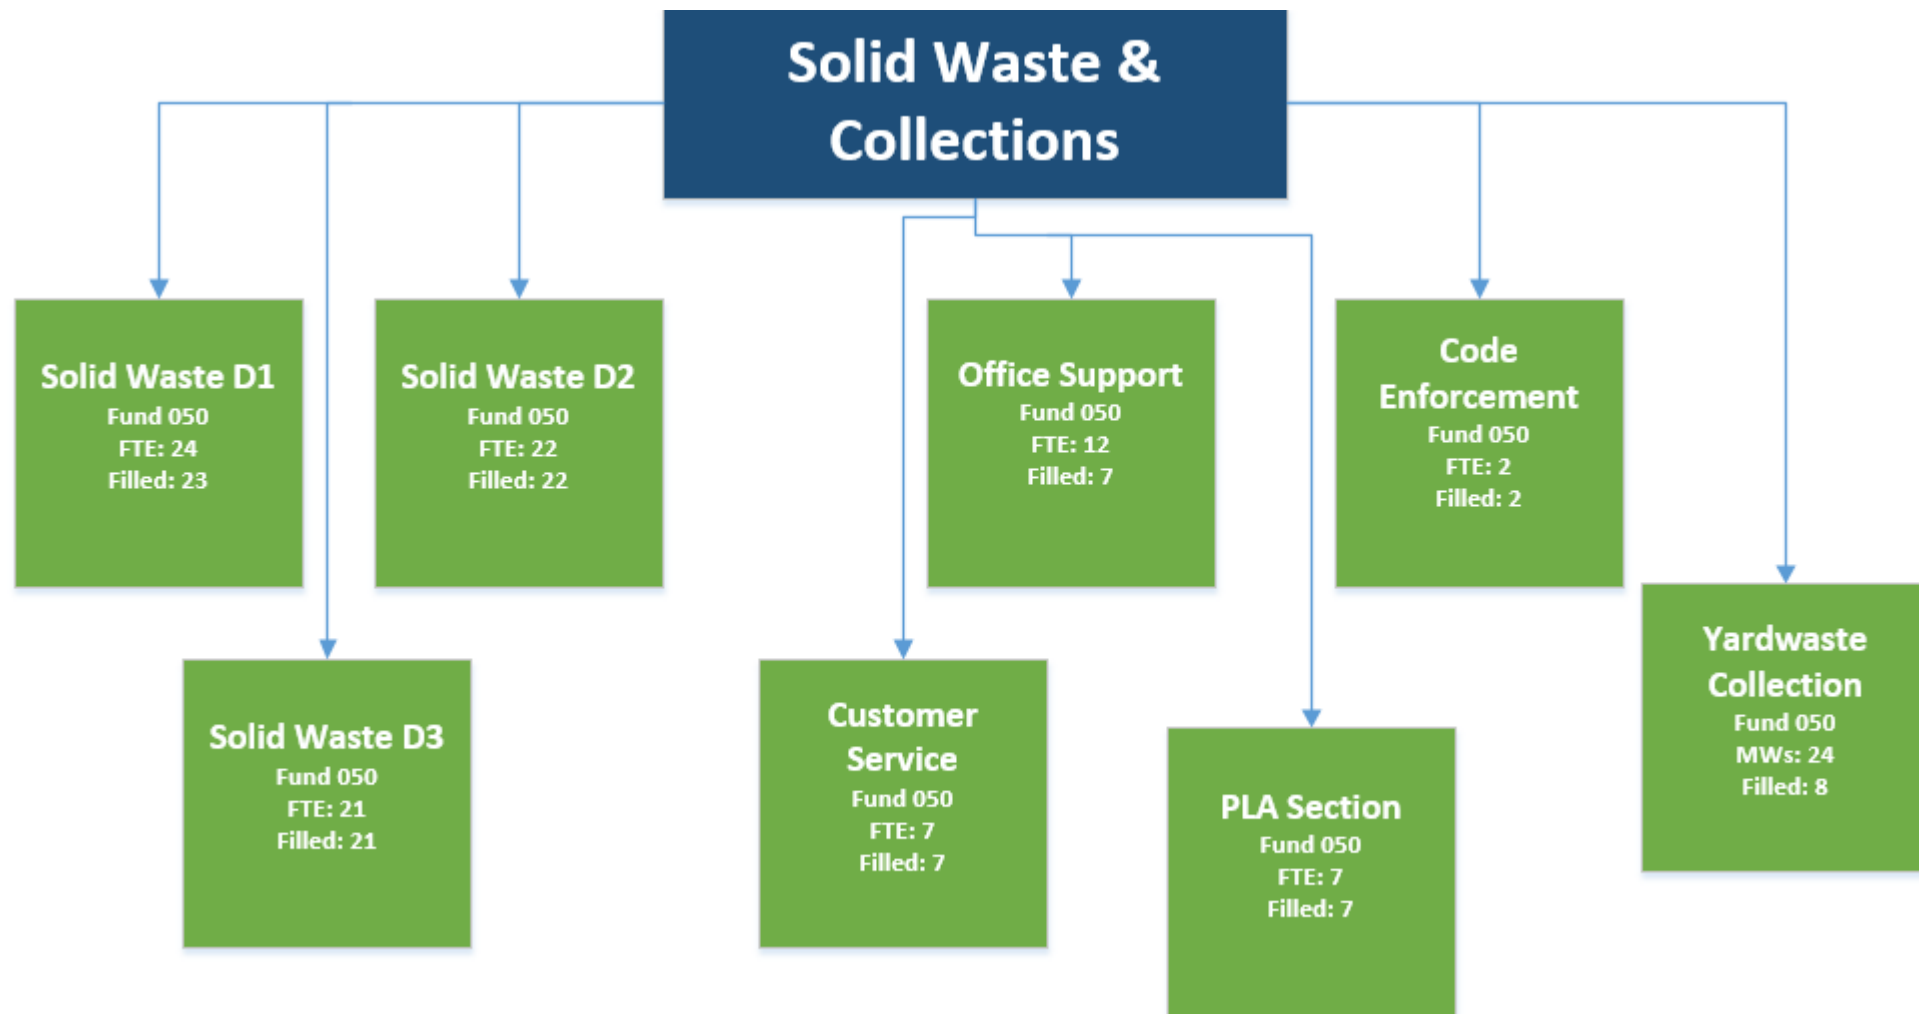 Solid Waste &
Collections
Solid Waste D1
Fund 050
FTE: 24
Filled: 23
Solid Waste D2
Fund 050
FTE: 22
Filled: 22
Office Support
Fund 050
FTE: 12
Filled: 7
Code
Enforcement
Fund 050
FTE: 2
Filled: 2
Solid Waste D3
Fund 050
FTE: 21
Filled: 21
Customer
Service
Fund 050
FTE: 7
Filled: 7
PLA Section
Fund 050
FTE: 7
Filled: 7
Yardwaste
Collection
Fund 050
MWs: 24
Filled: 8